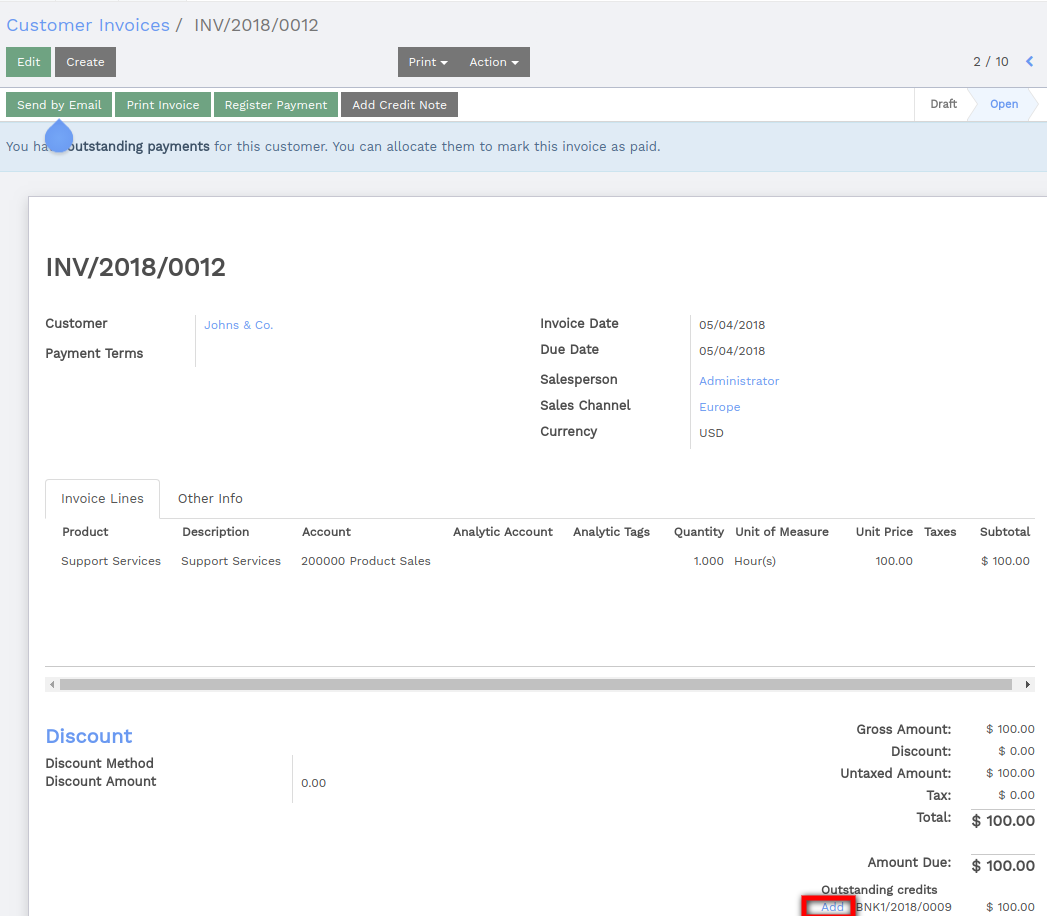 Customer Invoices / INV/2018/0012
Edit Create Print Action 2 / 10
Send by Email Print Invoice Register Payment Add Credit Note Draft Open
You ha outstanding payments for this customer. You can allocate them to mark this invoice as paid.
INV/2018/0012
Customer Johns & Co. Invoice Date 05/04/2018
Payment Terms Due Date 05/04/2018
Salesperson Administrator
Sales Channel Europe
Currency USD
Invoice Lines Other Info
Product Description Account Analytic Account Analytic Tags Quantity Unit of Measure Unit Price Taxes Subtotal
Support Services Support Services 200000 Product Sales 1.000 Hour(s) 100.00 $ 100.00
Discount Gross Amount: $ 100.00
Discount: $ 0.00
Discount Method Untaxed Amount: $ 100.00
Discount Amount 0.00 Tax: $ 0.00
Total: $ 100.00
Amount Due: $ 100.00
Outstanding credits
Add BNK1/2018/0009 $ 100.00